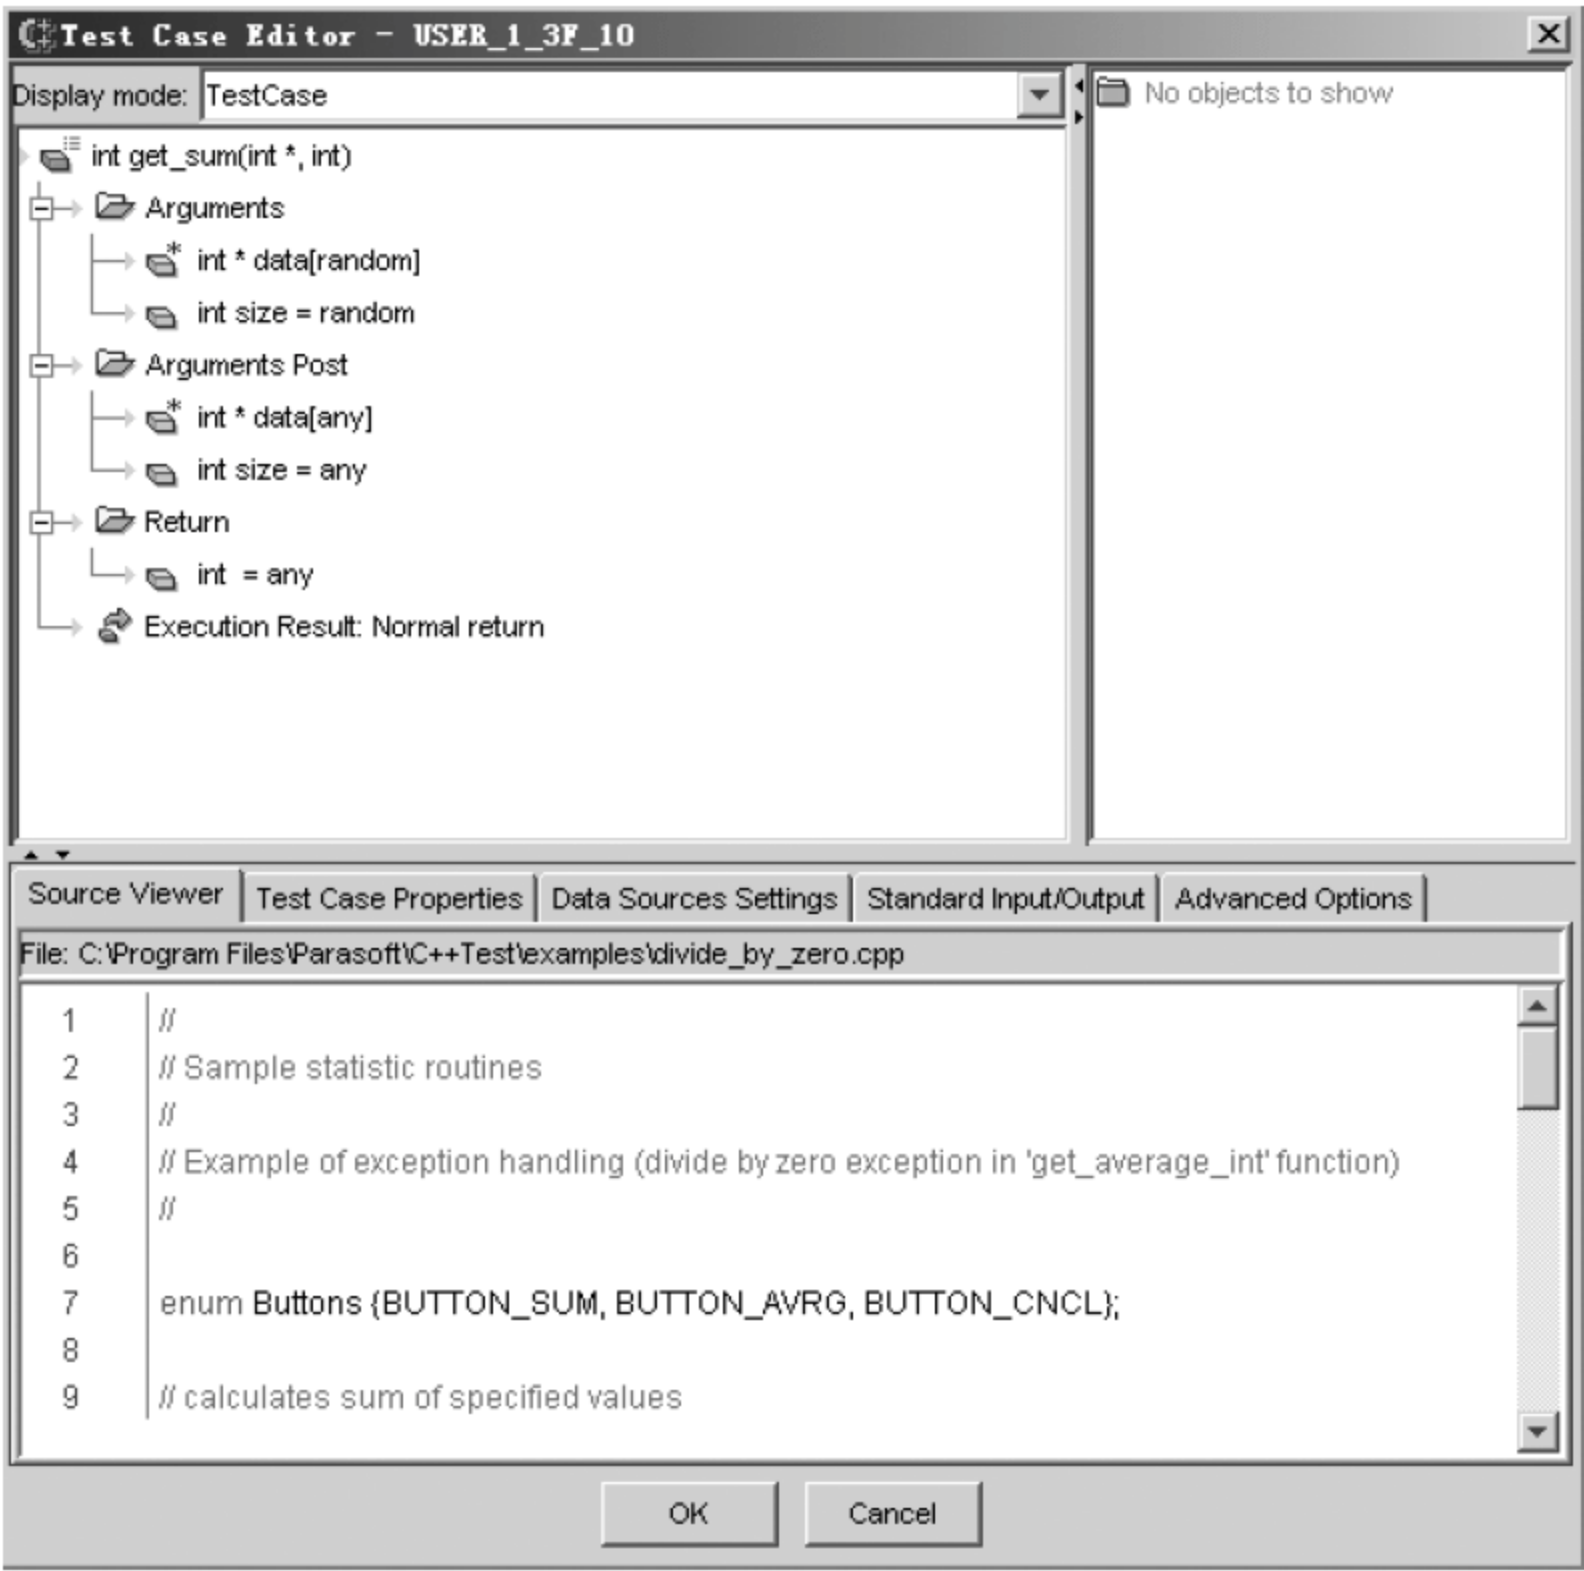 Test Case Editor - USER_1_3F_10
Display mode: TestCase
No objects to show
int get_sum(int *, int)
Arguments
int * data[random]
int size = random
Arguments Post
int * data[any]
int size = any
Return
int = any
Execution Result: Normal return
Source Viewer Test Case Properties Data Sources Settings Standard Input/Output Advanced Options
File: C:\Program Files\Parasoft\C++Test\examples\divide_by_zero.cpp
1 //
2 // Sample statistic routines
3 //
4 // Example of exception handling (divide by zero exception in 'get_average_int' function)
5 //
6
7 enum Buttons {BUTTON_SUM, BUTTON_AVRG, BUTTON_CNCL};
8
9 // calculates sum of specified values
OK Cancel